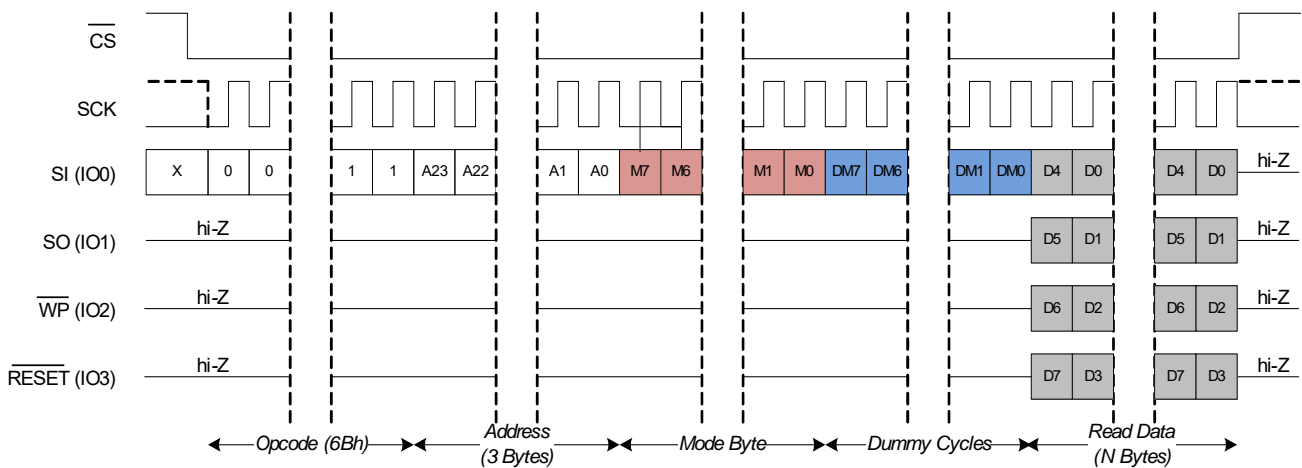 CS
SCK
SI (IO0) X 0 0 1 1 A23 A22 A1 A0 M7 M6 M1 M0 DM7 DM6 DM1 DM0 D4 D0 D4 D0 hi-Z
SO (IO1) hi-Z D5 D1 D5 D1 hi-Z
WP (IO2) hi-Z D6 D2 D6 D2 hi-Z
RESET (IO3) hi-Z D7 D3 D7 D3 hi-Z
Opcode (6Bh) Address Mode Byte Dummy Cycles Read Data
(3 Bytes) (N Bytes)